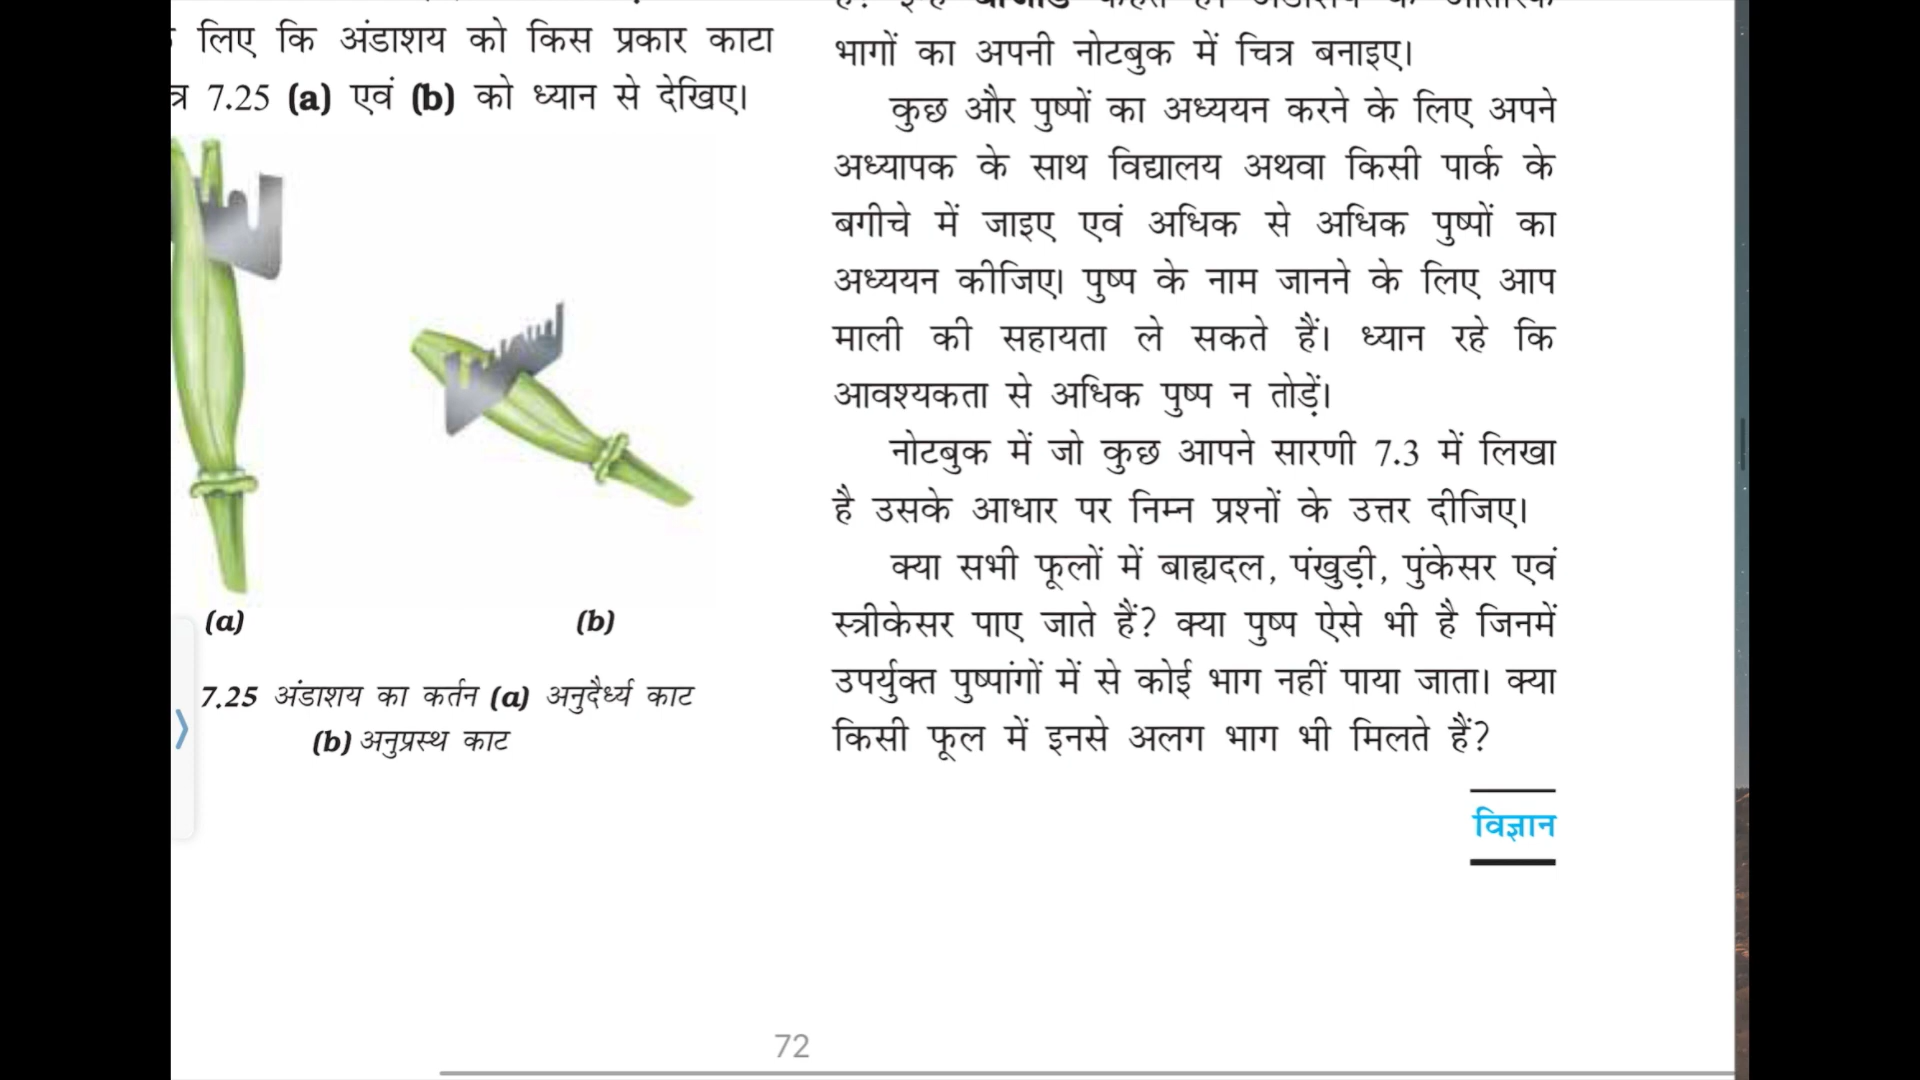 लिए कि अंडाशय को किस प्रकार काटा
7.25 (a) एवं (b) को ध्यान से देखिए।
(a)
(b)
7.25 अंडाशय का कर्तन (a) अनुदैर्ध्य काट
(b) अनुप्रस्थ काट
भागों का अपनी नोटबुक में चित्र बनाइए।
कुछ और पुष्पों का अध्ययन करने के लिए अपने
अध्यापक के साथ विद्यालय अथवा किसी पार्क के
बगीचे में जाइए एवं अधिक से अधिक पुष्पों का
अध्ययन कीजिए। पुष्प के नाम जानने के लिए आप
माली की सहायता ले सकते हैं। ध्यान रहे कि
आवश्यकता से अधिक पुष्प न तोड़ें।
नोटबुक में जो कुछ आपने सारणी 7.3 में लिखा
है उसके आधार पर निम्न प्रश्नों के उत्तर दीजिए।
क्या सभी फूलों में बाह्यदल, पंखुड़ी, पुंकेसर एवं
स्त्रीकेसर पाए जाते हैं? क्या पुष्प ऐसे भी है जिनमें
उपर्युक्त पुष्पांगों में से कोई भाग नहीं पाया जाता। क्या
किसी फूल में इनसे अलग भाग भी मिलते हैं?
विज्ञान
72